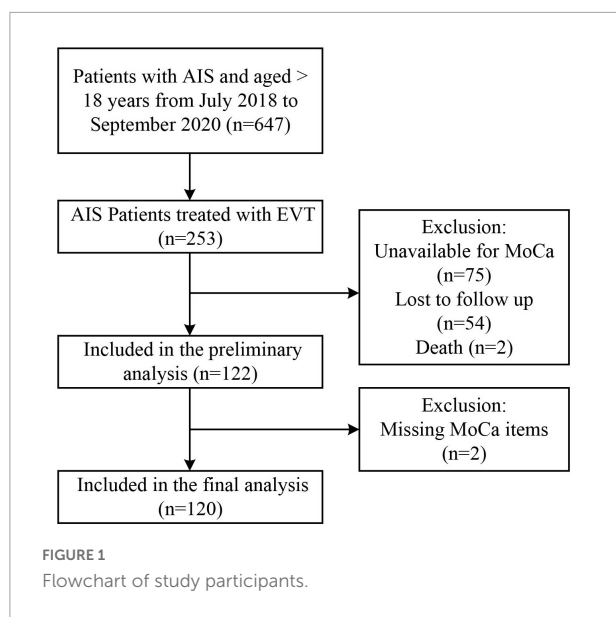 Patients with AIS and aged >
18 years from July 2018 to
September 2020 (n=647)
AIS Patients treated with EVT
(n=253)
Exclusion:
Unavailable for MoCa
(n=75)
Lost to follow up
(n=54)
Death (n=2)
Included in the preliminary
analysis (n=122)
Exclusion:
Missing MoCa items
(n=2)
Included in the final analysis
(n=120)
FIGURE 1
Flowchart of study participants.